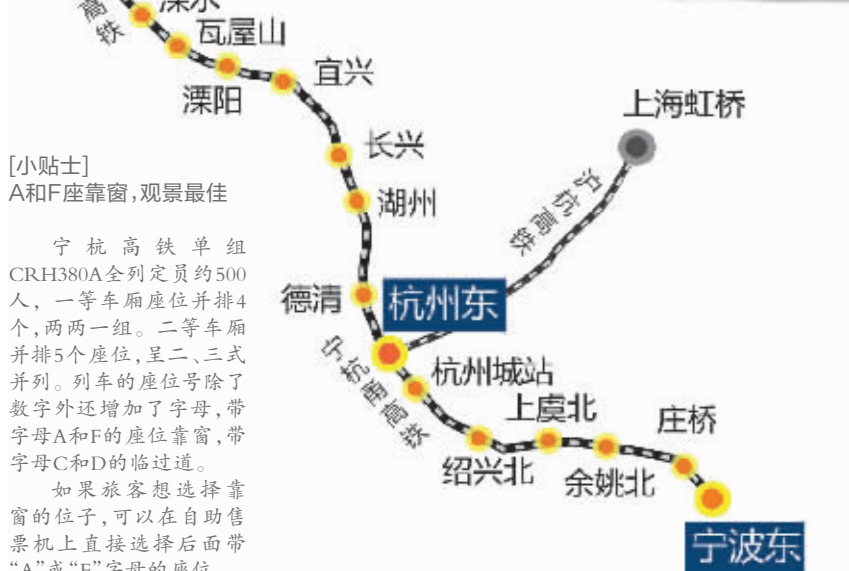 溧水
高铁
瓦屋山
溧阳
宜兴
上海虹桥
长兴
[小贴士]
A和F座靠窗,观景最佳
沪杭高铁
湖州
宁杭高铁单组
CRH380A全列定员约500
人，一等车厢座位并排4
个,两两一组。二等车厢
并排5个座位,呈二、三式
并列。列车的座位号除了
数字外还增加了字母,带
字母A和F的座位靠窗,带
字母C和D的临过道。
如果旅客想选择靠
窗的位子,可以在自助售
票机上直接选择后面带
“A”或“F”字母的座位
德清
杭州东
宁杭甬高铁
杭州城站
上虞北
庄桥
绍兴北
余姚北
宁波东